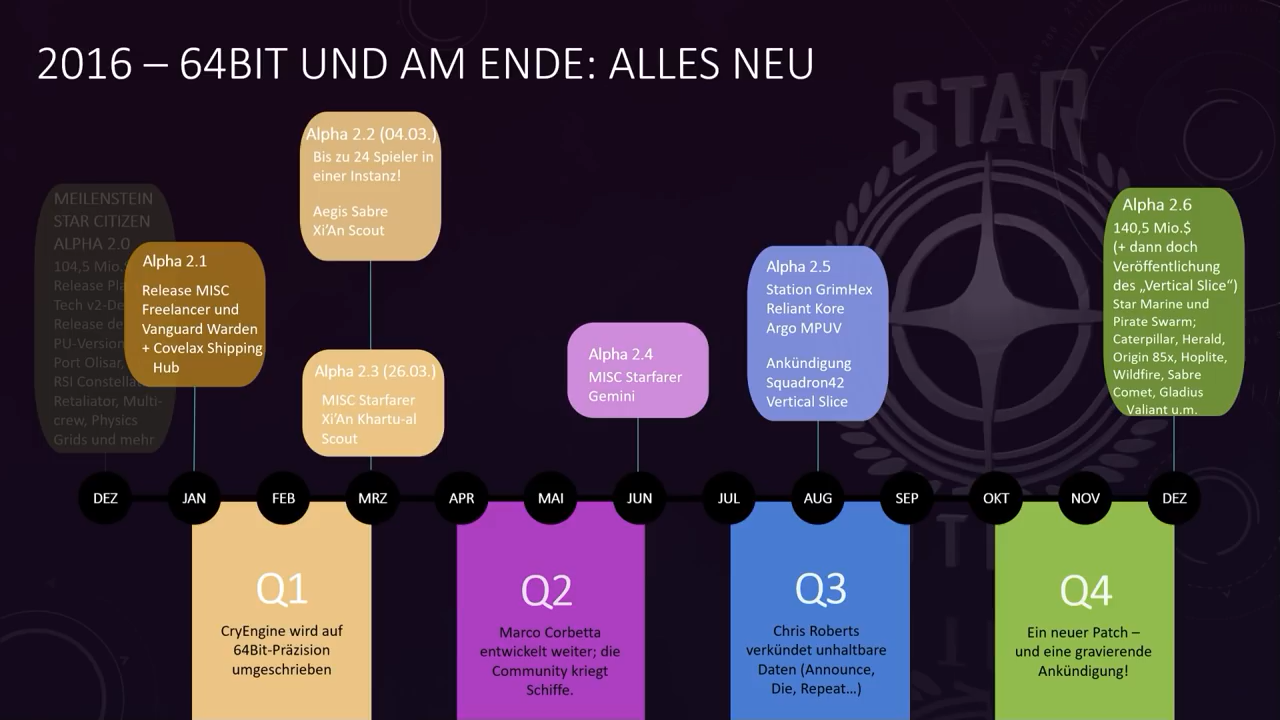 2016 – 64BIT UND AM ENDE: ALLES NEU
STAR
MEILENSTEIN
STAR CITIZEN
ALPHA 2.0
104,5 Mio.$
Release
Tech
Release
PU-Version
Port Olisar,
RSI
Retaliator, Multi-
crew, Physics
Grids und mehr
Alpha 2.1
Release MISC
Freelancer und
Vanguard Warden
+ Covelax Shipping
Hub
Alpha 2.2 (04.03.)
Bis zu 24 Spieler in
einer Instanz!
Aegis Sabre
Xi’An Scout
Alpha 2.3 (26.03.)
MISC Starfarer
Xi’An Khartu-al
Scout
Alpha 2.4
MISC Starfarer
Gemini
Alpha 2.5
Station GrimHex
Reliant Kore
Argo MPUV
Ankündigung
Squadron42
Vertical Slice
Alpha 2.6
140,5 Mio.$
(+ dann doch
Veröffentlichung
des „Vertical Slice“)
Star Marine und
Pirate Swarm;
Caterpillar, Herald,
Origin 85x, Hoplite,
Wildfire, Sabre
Comet, Gladius
Valiant u.m.
DEZ JAN FEB MRZ APR MAI JUN JUL AUG SEP OKT NOV DEZ
Q1
CryEngine wird auf
64Bit-Präzision
umgeschrieben
Q2
Marco Corbetta
entwickelt weiter; die
Community kriegt
Schiffe.
Q3
Chris Roberts
verkündet unhaltbare
Daten (Announce,
Die, Repeat…)
Q4
Ein neuer Patch –
und eine gravierende
Ankündigung!